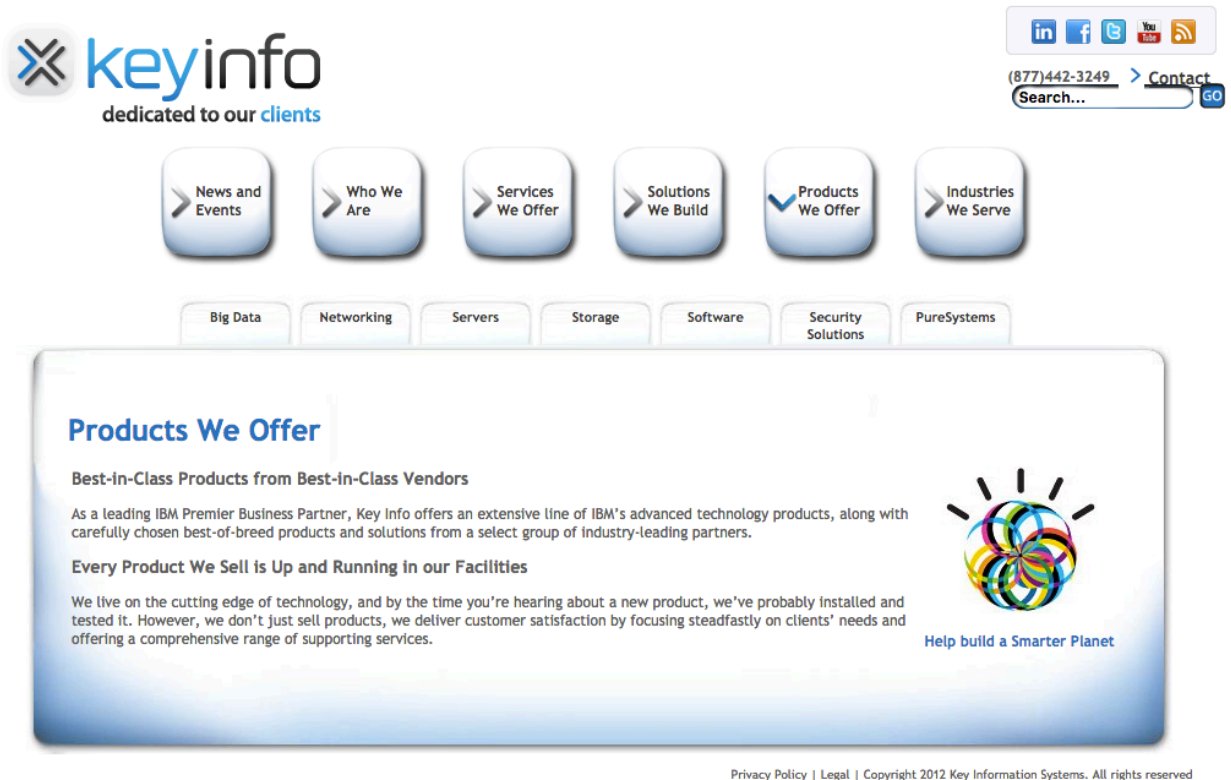 keyinfo
dedicated to our clients
in f You Tube
(877)442-3249 Contact
Search... GO
News and Events
Who We Are
Services We Offer
Solutions We Build
Products We Offer
Industries We Serve
Big Data
Networking
Servers
Storage
Software
Security Solutions
PureSystems
Products We Offer
Best-in-Class Products from Best-in-Class Vendors
As a leading IBM Premier Business Partner, Key Info offers an extensive line of IBM's advanced technology products, along with
carefully chosen best-of-breed products and solutions from a select group of industry-leading partners.
Every Product We Sell is Up and Running in our Facilities
We live on the cutting edge of technology, and by the time you're hearing about a new product, we've probably installed and
tested it. However, we don't just sell products, we deliver customer satisfaction by focusing steadfastly on clients' needs and
offering a comprehensive range of supporting services.
Help build a Smarter Planet
Privacy Policy | Legal | Copyright 2012 Key Information Systems. All rights reserved